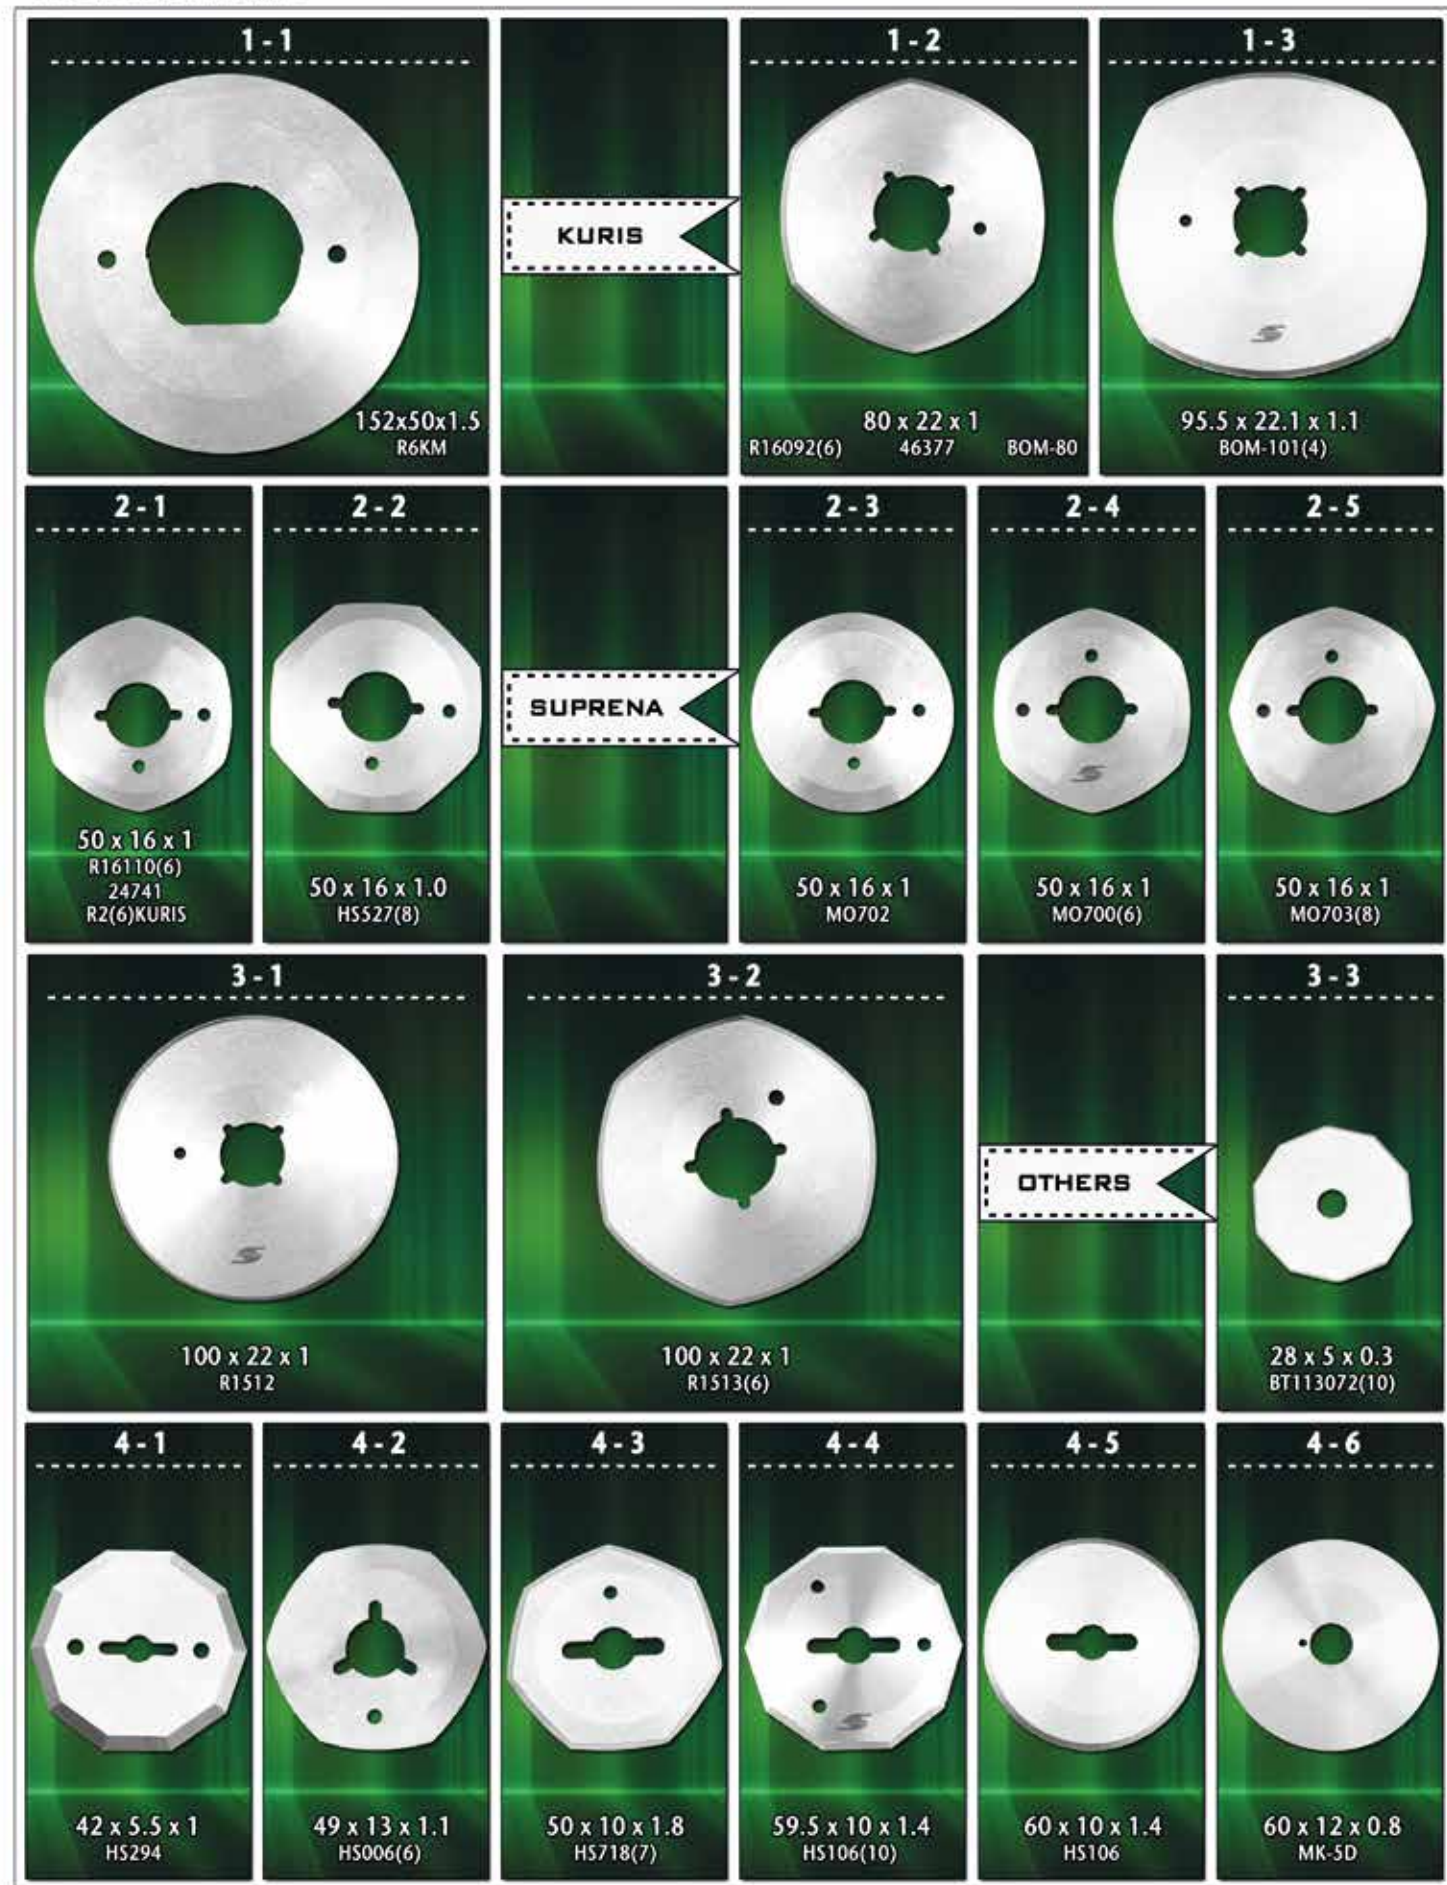 1 - 1
152x50x1.5
R6KM
KURIS
1 - 2
80 x 22 x 1
R16092(6) 46377 BOM-80
1 - 3
95.5 x 22.1 x 1.1
BOM-101(4)
2 - 1
50 x 16 x 1
R16110(6)
24741
R2(6)KURIS
2 - 2
50 x 16 x 1.0
HS527(8)
SUPRENA
2 - 3
50 x 16 x 1
MO702
2 - 4
50 x 16 x 1
MO700(6)
2 - 5
50 x 16 x 1
MO703(8)
3 - 1
100 x 22 x 1
R1512
3 - 2
100 x 22 x 1
R1513(6)
OTHERS
3 - 3
28 x 5 x 0.3
BT113072(10)
4 - 1
42 x 5.5 x 1
HS294
4 - 2
49 x 13 x 1.1
HS006(6)
4 - 3
50 x 10 x 1.8
HS718(7)
4 - 4
59.5 x 10 x 1.4
HS106(10)
4 - 5
60 x 10 x 1.4
HS106
4 - 6
60 x 12 x 0.8
MK-5D